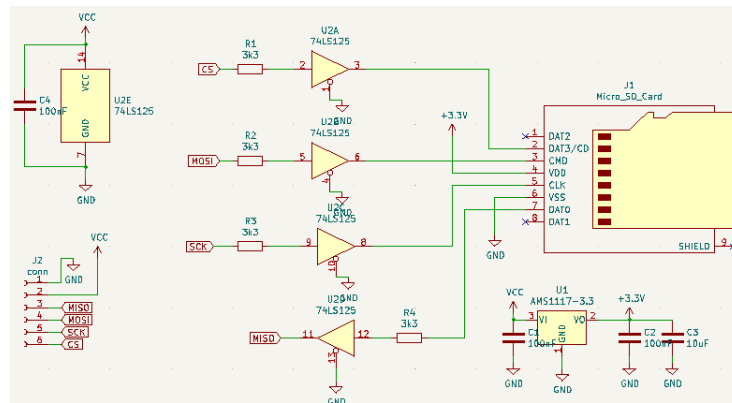 VCC
14
VCC
C4
100nF
U2E
74LS125
GND
7
GND
CS
R1
3k3
2
U2A
74LS125
3
1
GND
MOSI
R2
3k3
5
U2B
74LS125
6
4
GND
SCK
R3
3k3
9
U2C
74LS125
8
10
GND
MISO
11
U2D
74LS125
12
13
GND
R4
3k3
+3.3V
GND
J1
Micro_SD_Card
1 DAT2
2 DAT3/CD
3 CMD
4 VDD
5 CLK
6 VSS
7 DAT0
8 DAT1
SHIELD 9
J2
conn
VCC
GND
1
2
3 MISO
4 MOSI
5 SCK
6 CS
VCC
U1
AMS1117-3.3
+3.3V
3 VI
VO 2
GND
1
C1
100nF
C2
100nF
C3
10uF
GND
GND
GND
GND